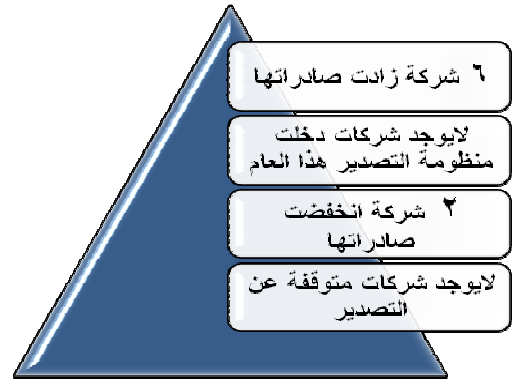 ٦ شركة زادت صادراتها
لايوجد شركات دخلت
منظومة التصدير هذا العام
٢ شركة انخفضت
صادراتها
لايوجد شركات متوقفة عن
التصدير